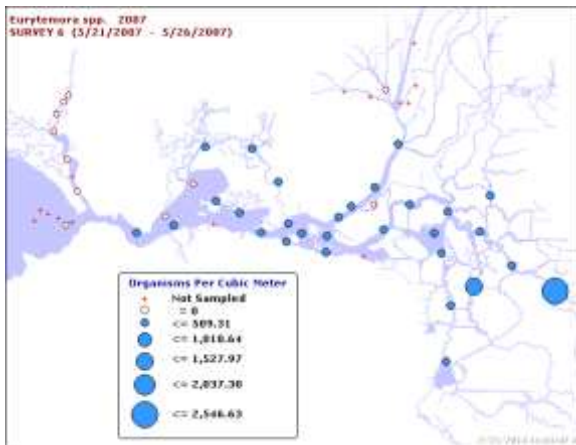 Eurytemora spp. 2007
SURVEY 6 (5/21/2007 - 5/26/2007)
Organisms Per Cubic Meter
Not Sampled
= 0
<= 509.31
<= 1,018.64
<= 1,527.97
<= 2,037.30
<= 2,546.63